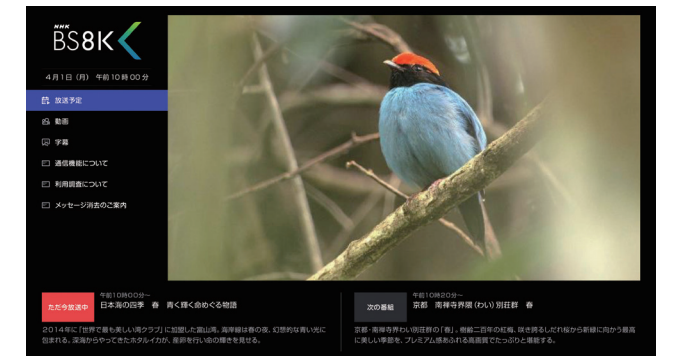 NHK
BS8K
4月1日（月） 午前10時00分
放送予定
動画
字幕
通信機能について
利用調査について
メッセージ消去のご案内
ただ今放送中
午前10時00分～
日本海の四季　春　青く輝く命めぐる物語
2014年に「世界で最も美しい湾クラブ」に加盟した富山湾。海岸線は春の夜、幻想的な青い光に
包まれる。深海からやってきたホタルイカが、産卵を行い命の輝きを見せる。
次の番組
午前10時20分～
京都　南禅寺界隈（わい）別荘群　春
京都・南禅寺界わい別荘群の「春」。樹齢二百年の紅梅、咲き誇るしだれ桜から新緑に向かう最高
に美しい季節を、プレミアム感あふれる高画質でたっぷりと堪能する。